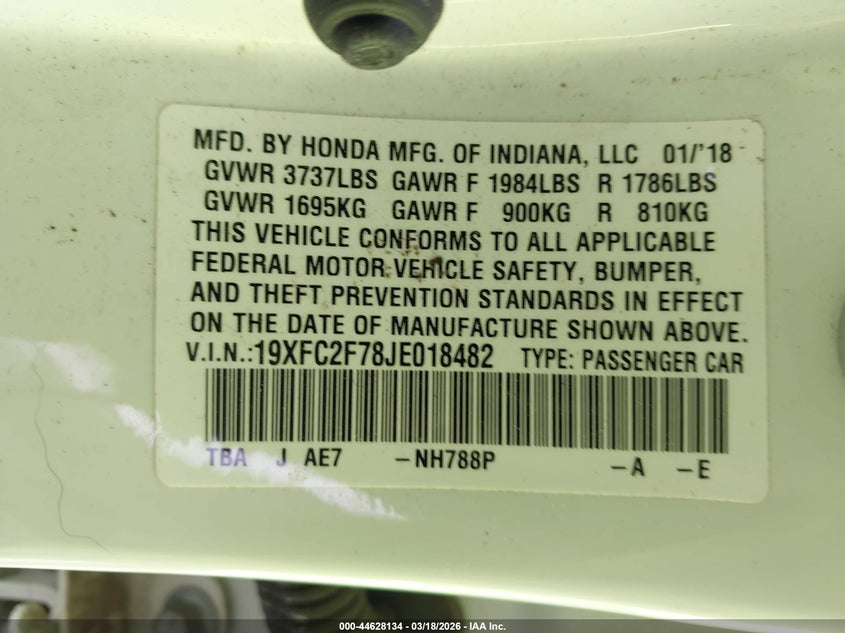 MFD. BY HONDA MFG. OF INDIANA, LLC 01/'18
GVWR 3737LBS GAWR F 1984LBS R 1786LBS
GVWR 1695KG GAWR F 900KG R 810KG
THIS VEHICLE CONFORMS TO ALL APPLICABLE
FEDERAL MOTOR VEHICLE SAFETY, BUMPER,
AND THEFT PREVENTION STANDARDS IN EFFECT
ON THE DATE OF MANUFACTURE SHOWN ABOVE.
V.I.N.:19XFC2F78JE018482 TYPE: PASSENGER CAR
TBA J AE7 –NH788P –A –E
000-44628134 — 03/18/2026 — IAA Inc.